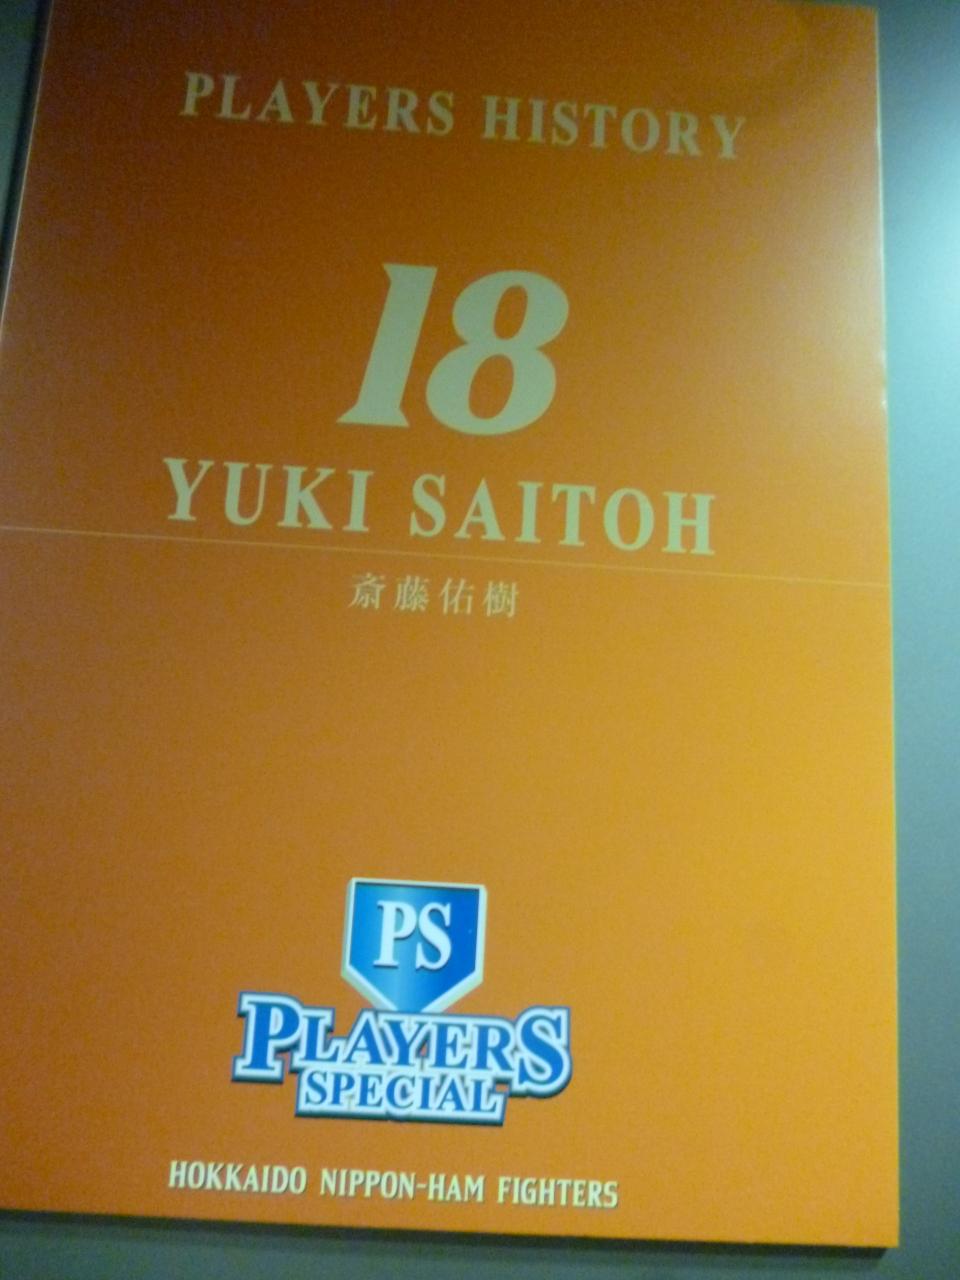 PLAYERS HISTORY
18
YUKI SAITOH
斎藤佑樹
PS
PLAYERS
SPECIAL
HOKKAIDO NIPPON-HAM FIGHTERS